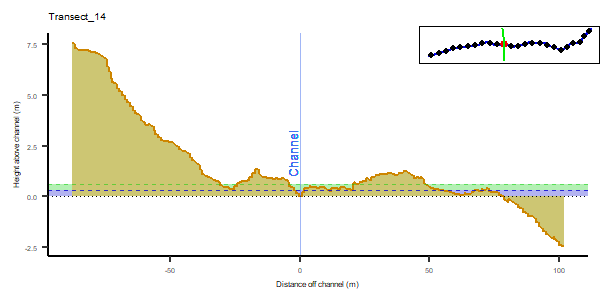 Transect_14
7.5
5.0
2.5
0.0
-2.5
Height above channel (m)
Channel
-50
0
50
100
Distance off channel (m)